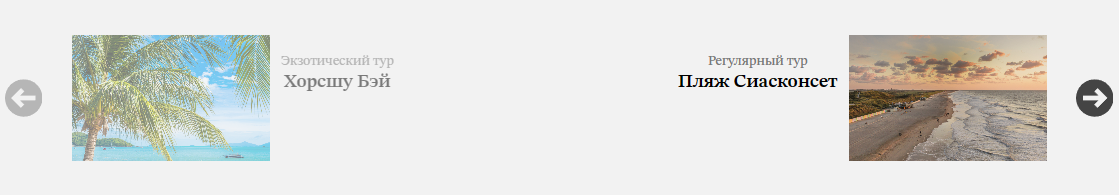 Экзотический тур
Хорсшу Бэй
Регулярный тур
Пляж Сиасконсет